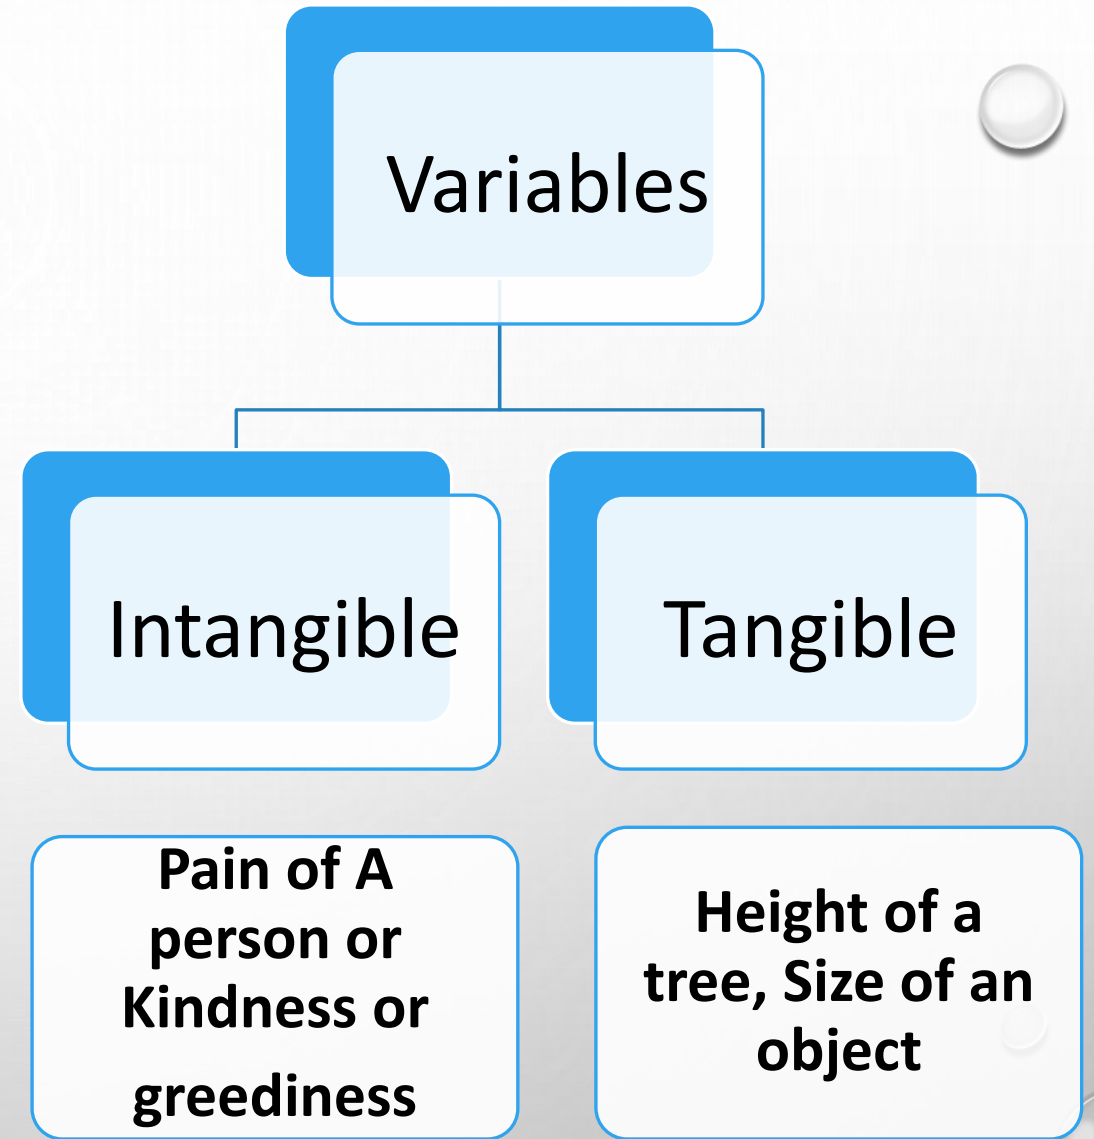 Variables
Intangible
Tangible
Pain of A
person or
Kindness or
greediness
Height of a
tree, Size of an
object